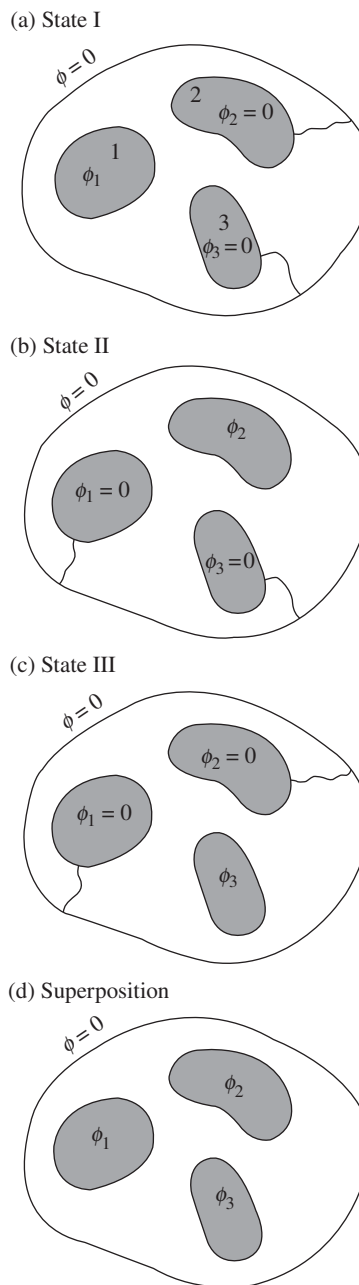 (a) State I
ϕ = 0
2
ϕ₂ = 0
1
ϕ₁
3
ϕ₃ = 0
(b) State II
ϕ = 0
ϕ₂
ϕ₁ = 0
ϕ₃ = 0
(c) State III
ϕ = 0
ϕ₂ = 0
ϕ₁ = 0
ϕ₃
(d) Superposition
ϕ = 0
ϕ₂
ϕ₁
ϕ₃